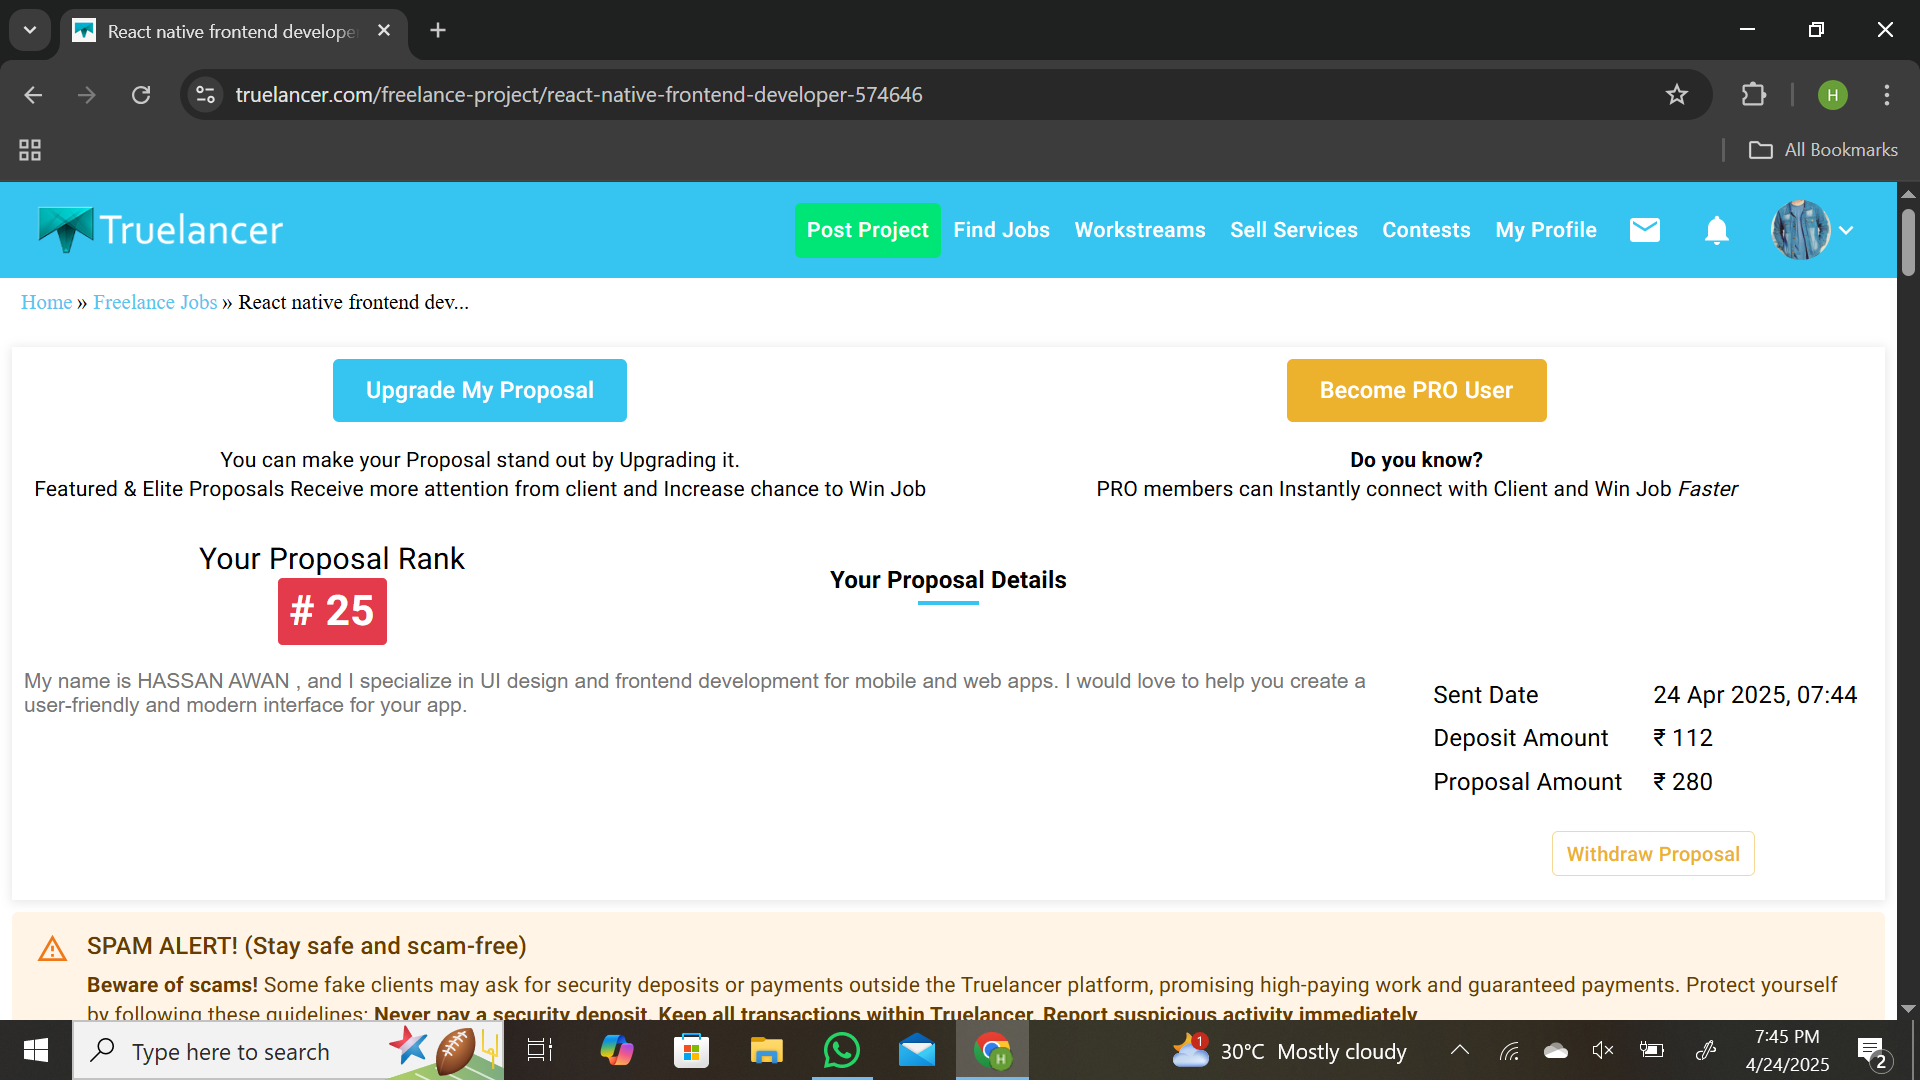 React native frontend develope
truelancer.com/freelance-project/react-native-frontend-developer-574646
H
All Bookmarks
Truelancer
Post Project
Find Jobs
Workstreams
Sell Services
Contests
My Profile
Home » Freelance Jobs » React native frontend dev...
Upgrade My Proposal
Become PRO User
You can make your Proposal stand out by Upgrading it.
Do you know?
Featured & Elite Proposals Receive more attention from client and Increase chance to Win Job
PRO members can Instantly connect with Client and Win Job Faster
Your Proposal Rank
# 25
Your Proposal Details
My name is HASSAN AWAN , and I specialize in UI design and frontend development for mobile and web apps. I would love to help you create a
user-friendly and modern interface for your app.
Sent Date 24 Apr 2025, 07:44
Deposit Amount ₹ 112
Proposal Amount ₹ 280
Withdraw Proposal
SPAM ALERT! (Stay safe and scam-free)
Beware of scams! Some fake clients may ask for security deposits or payments outside the Truelancer platform, promising high-paying work and guaranteed payments. Protect yourself
by following these guidelines: Never pay a security deposit. Keep all transactions within Truelancer. Report suspicious activity immediately
Type here to search
H
1
30°C Mostly cloudy
7:45 PM
4/24/2025
2